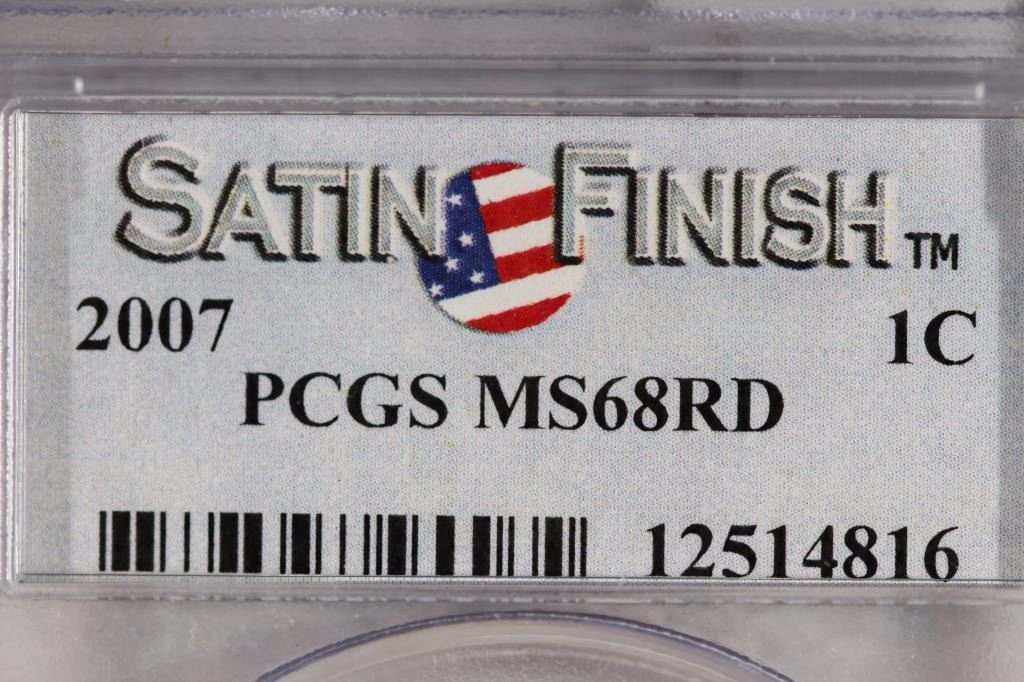 SATIN FINISH™
2007 1C
PCGS MS68RD
12514816